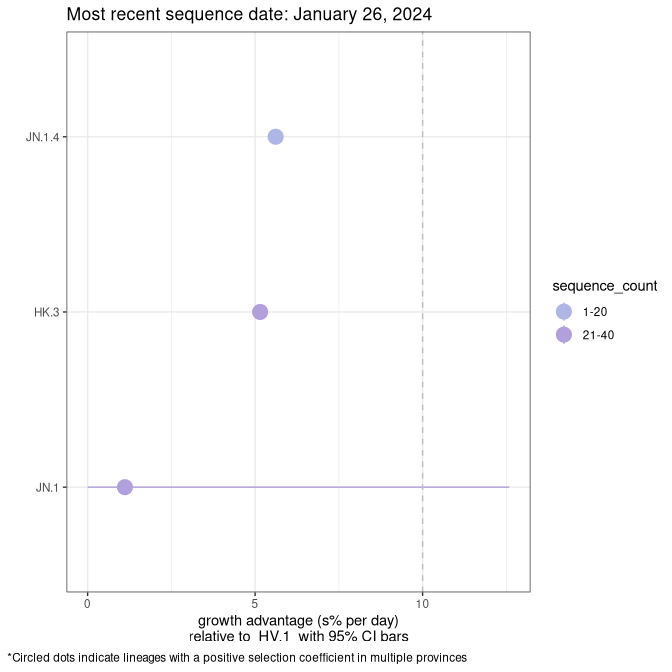 Most recent sequence date: January 26, 2024
JN.1.4
HK.3
JN.1
sequence_count
1-20
21-40
0 5 10
growth advantage (s% per day)
relative to HV.1 with 95% CI bars
*Circled dots indicate lineages with a positive selection coefficient in multiple provinces